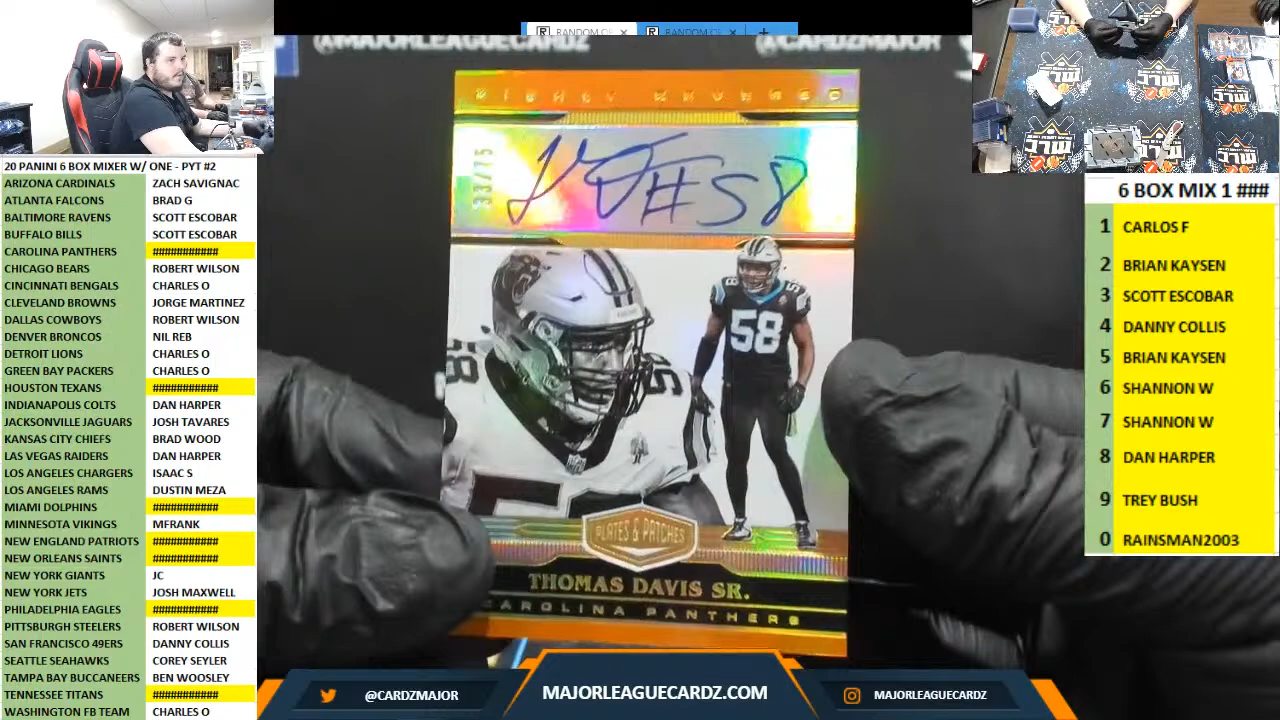 RANDOM.OR
RANDOM.OR
@MAJORLEAGUECARDZ
@CARDZMAJOR
20 PANINI 6 BOX MIXER W/ ONE - PYT #2
ARIZONA CARDINALS ZACH SAVIGNAC
ATLANTA FALCONS BRAD G
BALTIMORE RAVENS SCOTT ESCOBAR
BUFFALO BILLS SCOTT ESCOBAR
CAROLINA PANTHERS ###########
CHICAGO BEARS ROBERT WILSON
CINCINNATI BENGALS CHARLES O
CLEVELAND BROWNS JORGE MARTINEZ
DALLAS COWBOYS ROBERT WILSON
DENVER BRONCOS NIL REB
DETROIT LIONS CHARLES O
GREEN BAY PACKERS CHARLES O
HOUSTON TEXANS ###########
INDIANAPOLIS COLTS DAN HARPER
JACKSONVILLE JAGUARS JOSH TAVARES
KANSAS CITY CHIEFS BRAD WOOD
LAS VEGAS RAIDERS DAN HARPER
LOS ANGELES CHARGERS ISAAC S
LOS ANGELES RAMS DUSTIN MEZA
MIAMI DOLPHINS ###########
MINNESOTA VIKINGS MFRANK
NEW ENGLAND PATRIOTS ###########
NEW ORLEANS SAINTS ###########
NEW YORK GIANTS JC
NEW YORK JETS JOSH MAXWELL
PHILADELPHIA EAGLES ###########
PITTSBURGH STEELERS ROBERT WILSON
SAN FRANCISCO 49ERS DANNY COLLIS
SEATTLE SEAHAWKS COREY SEYLER
TAMPA BAY BUCCANEERS BEN WOOSLEY
TENNESSEE TITANS ###########
WASHINGTON FB TEAM CHARLES O
33/75
#58
58
PLATES & PATCHES
THOMAS DAVIS SR.
CAROLINA PANTHERS
6 BOX MIX 1 ###
1 CARLOS F
2 BRIAN KAYSEN
3 SCOTT ESCOBAR
4 DANNY COLLIS
5 BRIAN KAYSEN
6 SHANNON W
7 SHANNON W
8 DAN HARPER
9 TREY BUSH
0 RAINSMAN2003
@CARDZMAJOR
MAJORLEAGUECARDZ.COM
MAJORLEAGUECARDZ